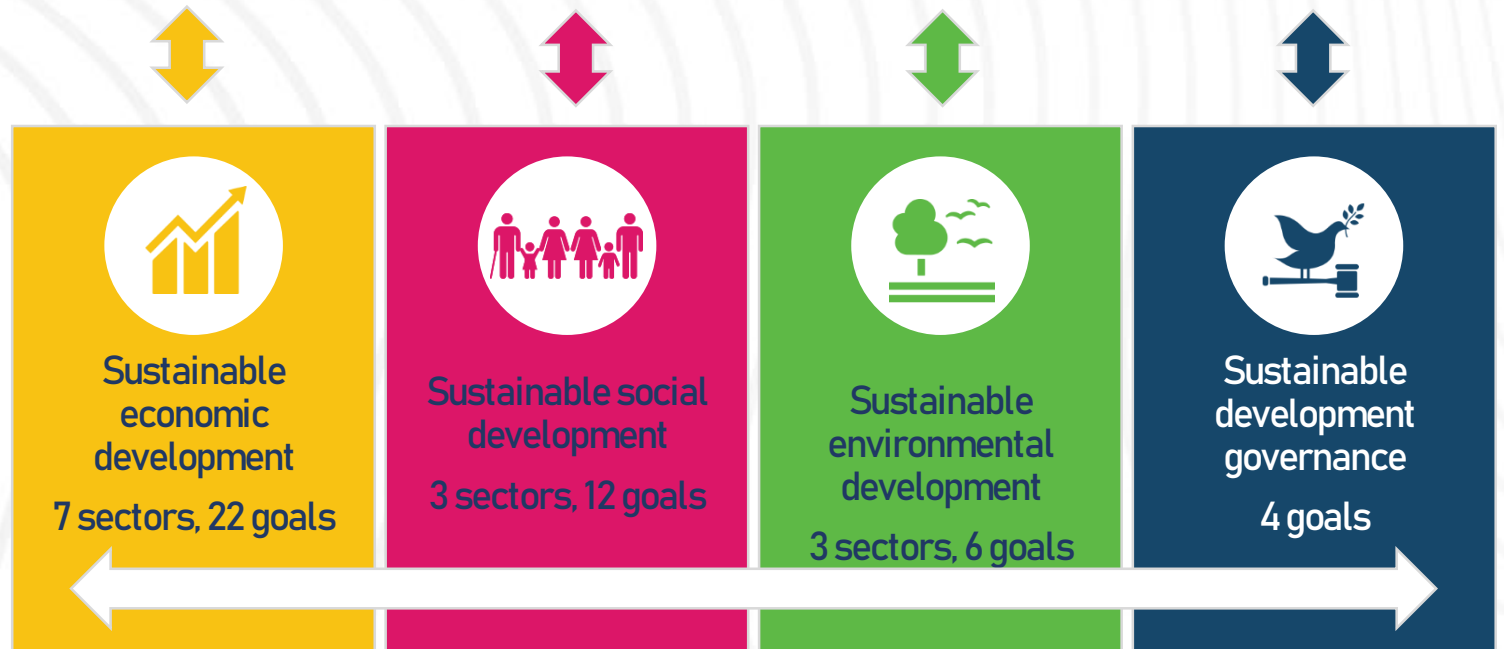 Sustainable
economic
development
7 sectors, 22 goals
Sustainable social
development
3 sectors, 12 goals
Sustainable
environmental
development
3 sectors, 6 goals
Sustainable
development
governance
4 goals